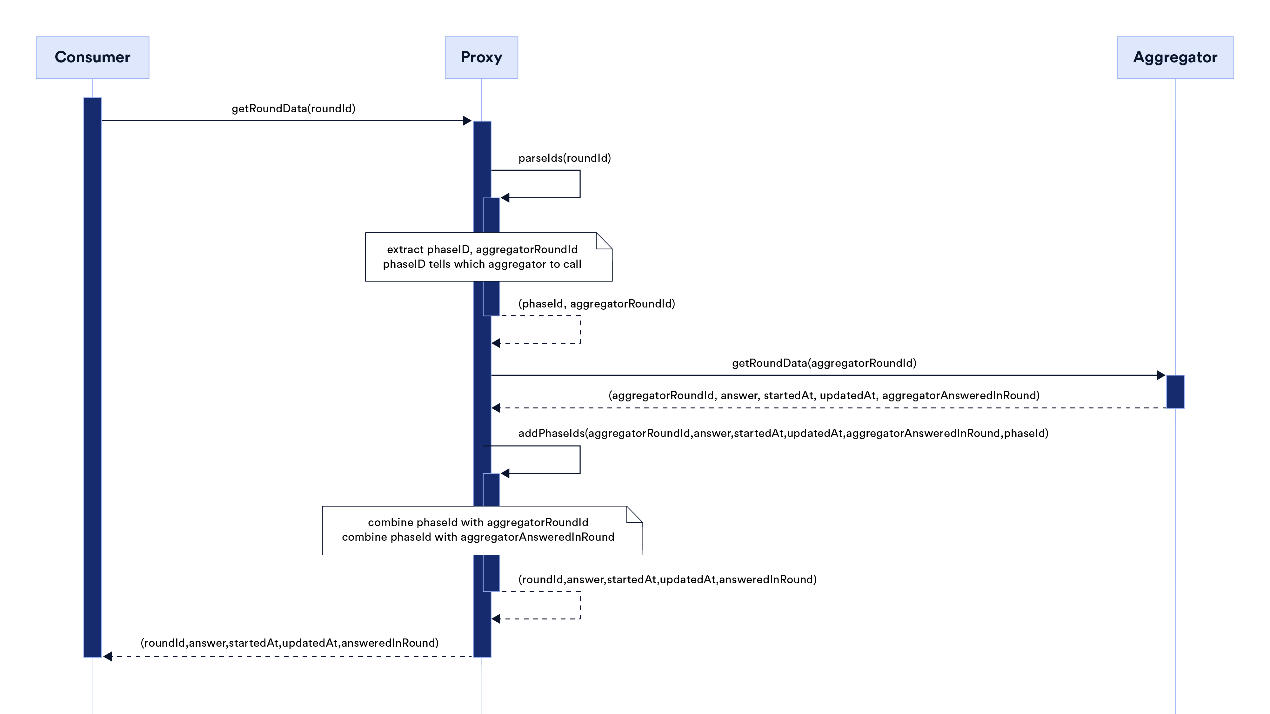 Consumer
Proxy
Aggregator
getRoundData(roundId)
parseIds(roundId)
extract phaseID, aggregatorRoundId
phaseID tells which aggregator to call
(phaseId, aggregatorRoundId)
getRoundData(aggregatorRoundId)
(aggregatorRoundId, answer, startedAt, updatedAt, aggregatorAnsweredInRound)
addPhaseIds(aggregatorRoundId,answer,startedAt,updatedAt,aggregatorAnsweredInRound,phaseId)
combine phaseId with aggregatorRoundId
combine phaseId with aggregatorAnsweredInRound
(roundId,answer,startedAt,updatedAt,answeredInRound)
(roundId,answer,startedAt,updatedAt,answeredInRound)